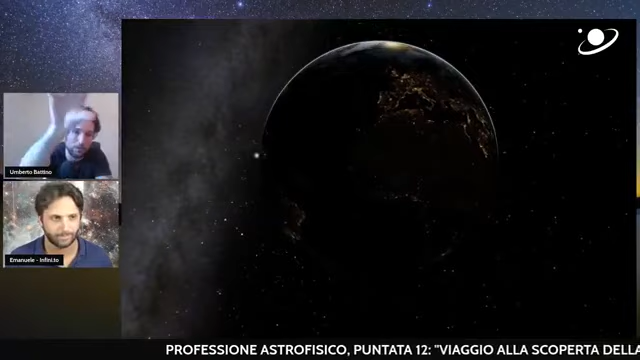 Umberto Battino
Emanuele - Infini.to
PROFESSIONE ASTROFISICO, PUNTATA 12: "VIAGGIO ALLA SCOPERTA DELLA